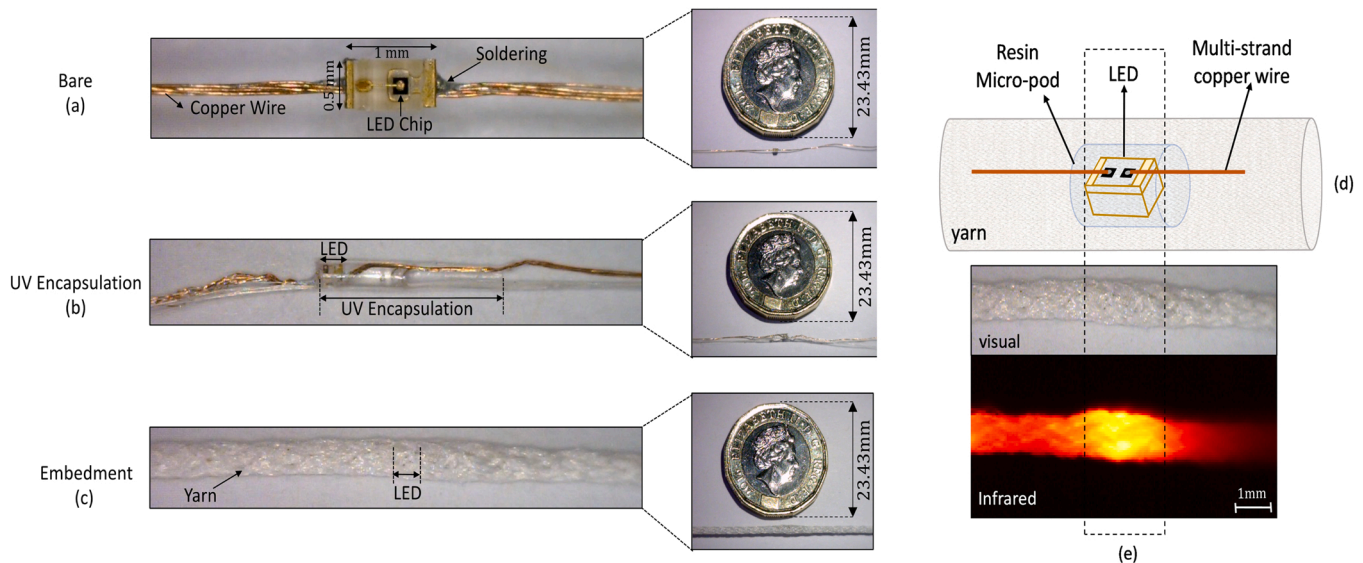 Bare
(a)
1 mm
0.5 mm
Soldering
Copper Wire
LED Chip
23.43mm
UV Encapsulation
(b)
LED
UV Encapsulation
23.43mm
Embedment
(c)
Yarn
LED
23.43mm
Resin
Micro-pod
LED
Multi-strand
copper wire
yarn
(d)
visual
Infrared
1mm
(e)